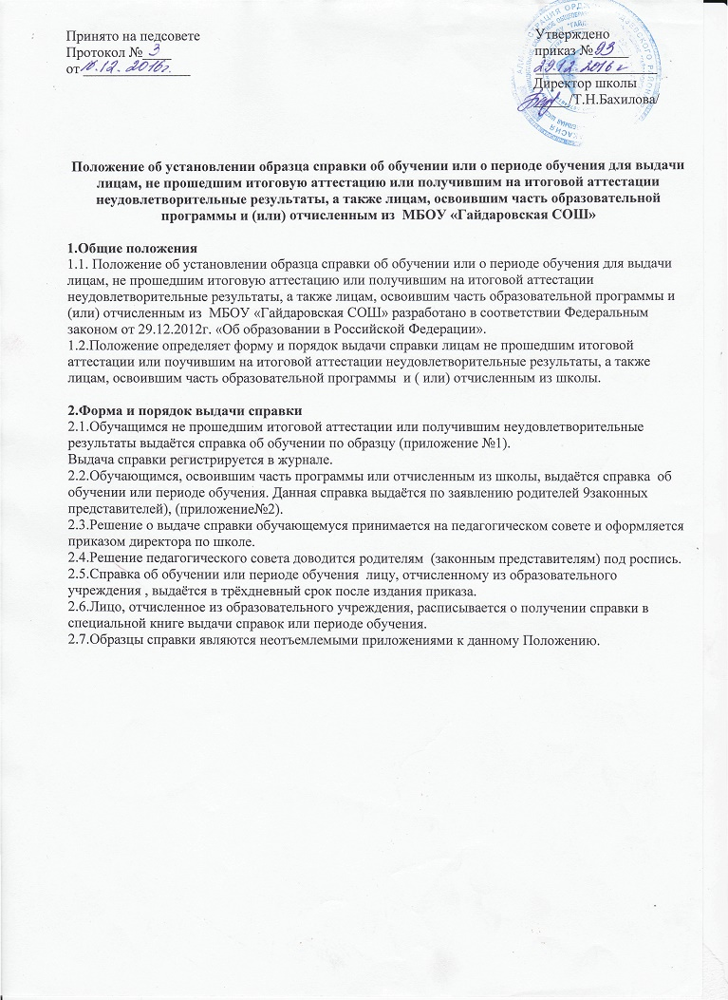 Принято на педсовете
Протокол № 3
от 12. 2016г.
Утверждено
приказ № 93
29.12. 2016 г
Директор школы
/Т.Н.Бахилова/
Положение об установлении образца справки об обучении или о периоде обучения для выдачи
лицам, не прошедшим итоговую аттестацию или получившим на итоговой аттестации
неудовлетворительные результаты, а также лицам, освоившим часть образовательной
программы и (или) отчисленным из МБОУ «Гайдаровская СОШ»
1.Общие положения
1.1. Положение об установлении образца справки об обучении или о периоде обучения для выдачи
лицам, не прошедшим итоговую аттестацию или получившим на итоговой аттестации
неудовлетворительные результаты, а также лицам, освоившим часть образовательной программы и
(или) отчисленным из МБОУ «Гайдаровская СОШ» разработано в соответствии Федеральным
законом от 29.12.2012г. «Об образовании в Российской Федерации».
1.2.Положение определяет форму и порядок выдачи справки лицам не прошедшим итоговой
аттестации или поучившим на итоговой аттестации неудовлетворительные результаты, а также
лицам, освоившим часть образовательной программы и ( или) отчисленным из школы.
2.Форма и порядок выдачи справки
2.1.Обучащимся не прошедшим итоговой аттестации или получившим неудовлетворительные
результаты выдаётся справка об обучении по образцу (приложение №1).
Выдача справки регистрируется в журнале.
2.2.Обучающимся, освоившим часть программы или отчисленным из школы, выдаётся справка об
обучении или периоде обучения. Данная справка выдаётся по заявлению родителей 9законных
представителей), (приложение№2).
2.3.Решение о выдаче справки обучающемуся принимается на педагогическом совете и оформляется
приказом директора по школе.
2.4.Решение педагогического совета доводится родителям (законным представителям) под роспись.
2.5.Справка об обучении или периоде обучения лицу, отчисленному из образовательного
учреждения , выдаётся в трёхдневный срок после издания приказа.
2.6.Лицо, отчисленное из образовательного учреждения, расписывается о получении справки в
специальной книге выдачи справок или периоде обучения.
2.7.Образцы справки являются неотъемлемыми приложениями к данному Положению.